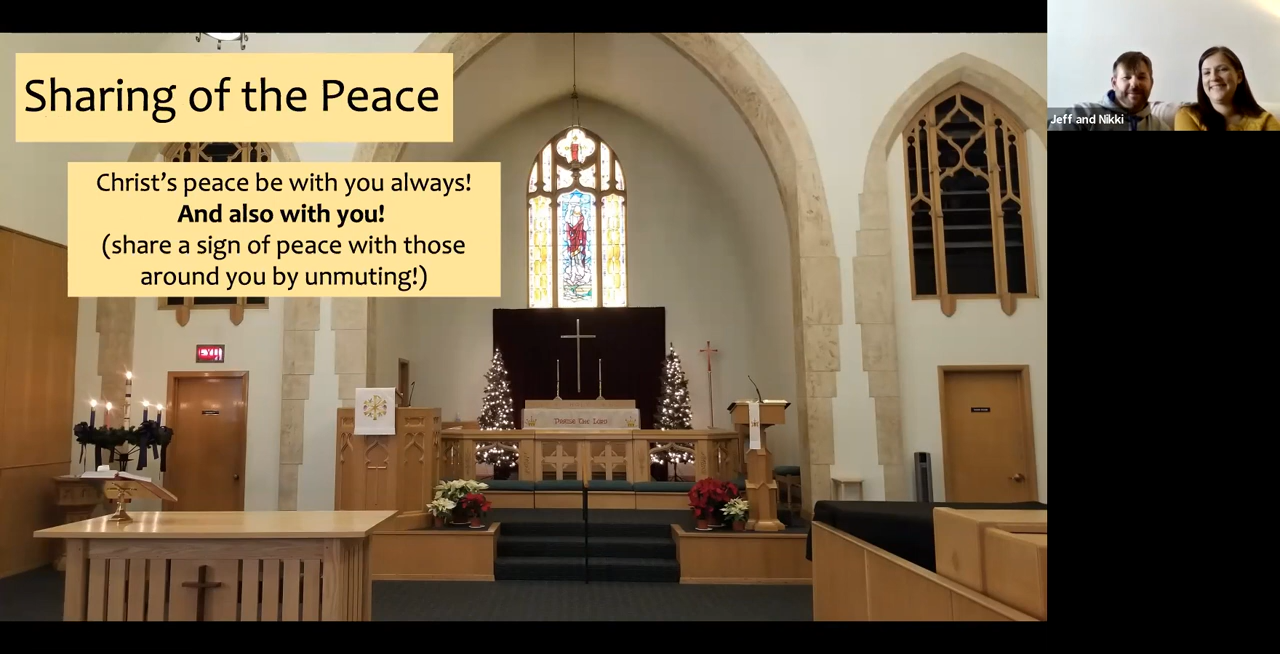 Sharing of the Peace
Christ's peace be with you always!
And also with you!
(share a sign of peace with those
around you by unmuting!)
EXIT
Praise the Lord
Jeff and Nikki